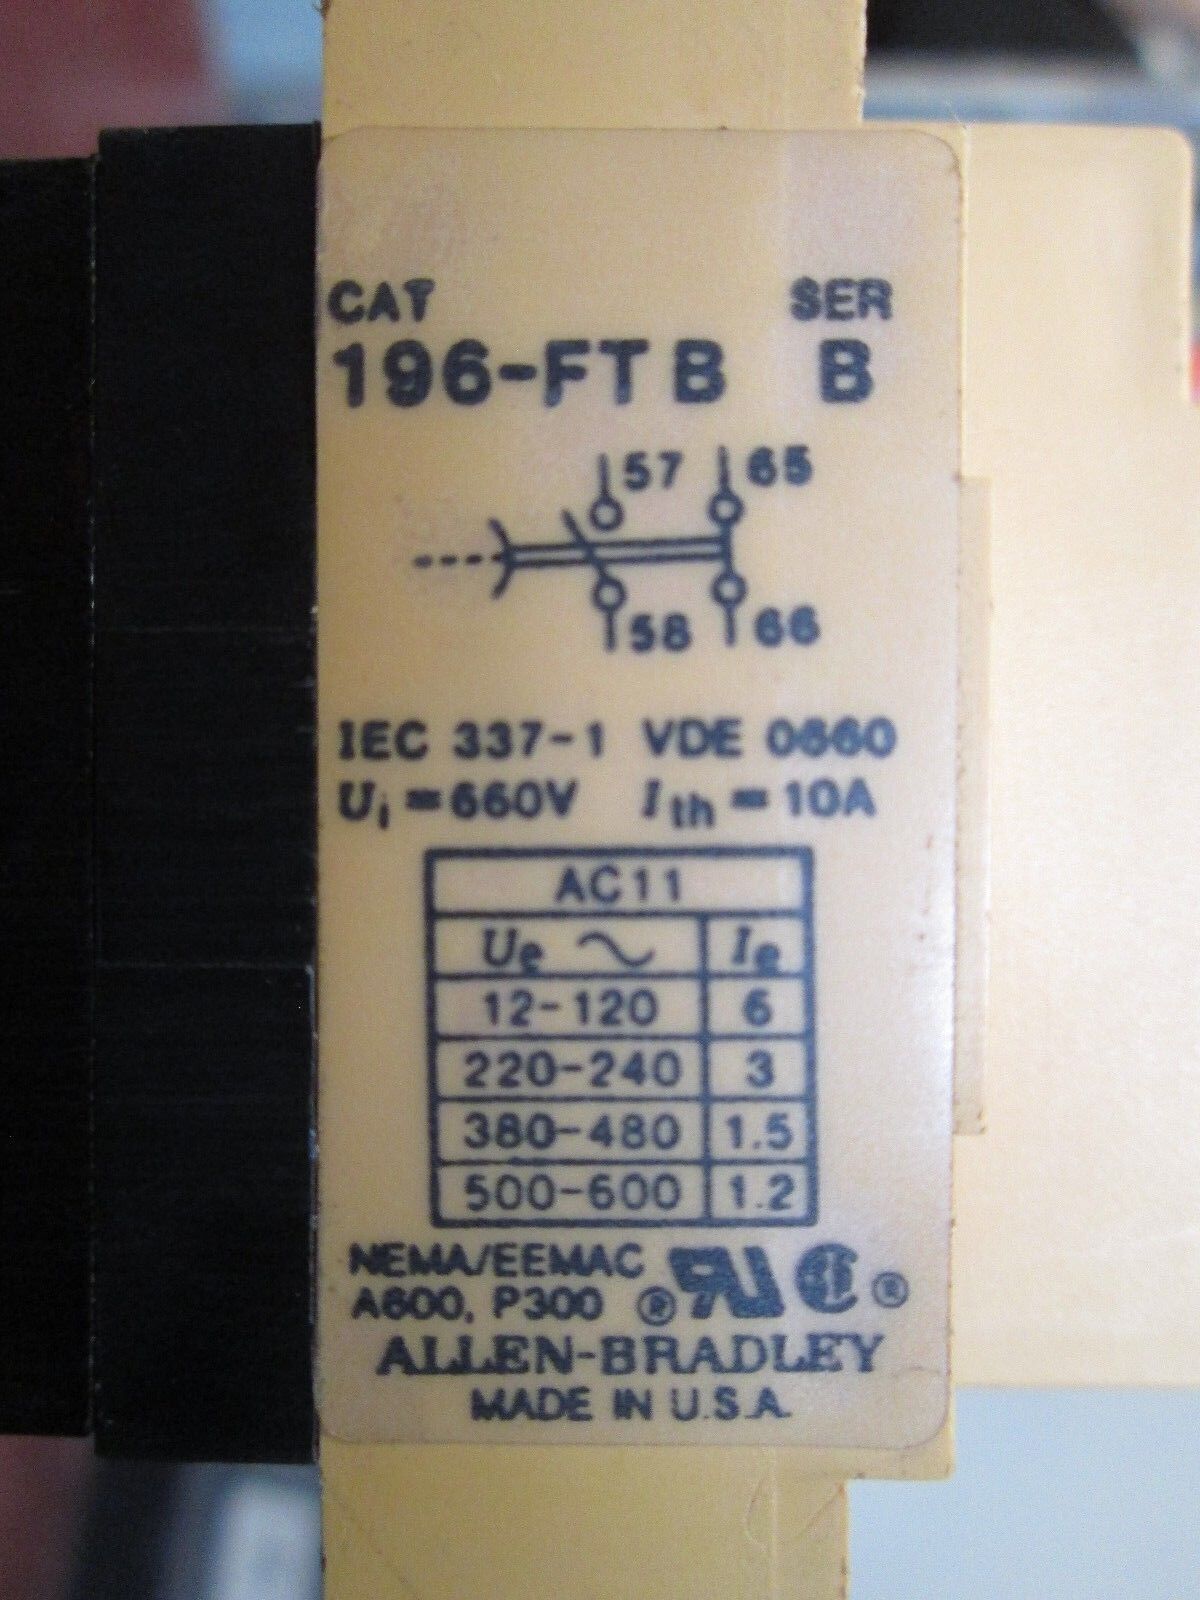 CAT SER
196-FTB B
57 65
58 66
IEC 337-1 VDE 0660
Ui = 660V Ith = 10A
AC11
Ue ~ Ie
12-120 6
220-240 3
380-480 1.5
500-600 1.2
NEMA/EEMAC
A600, P300 ® RU ®
ALLEN-BRADLEY
MADE IN U.S.A.